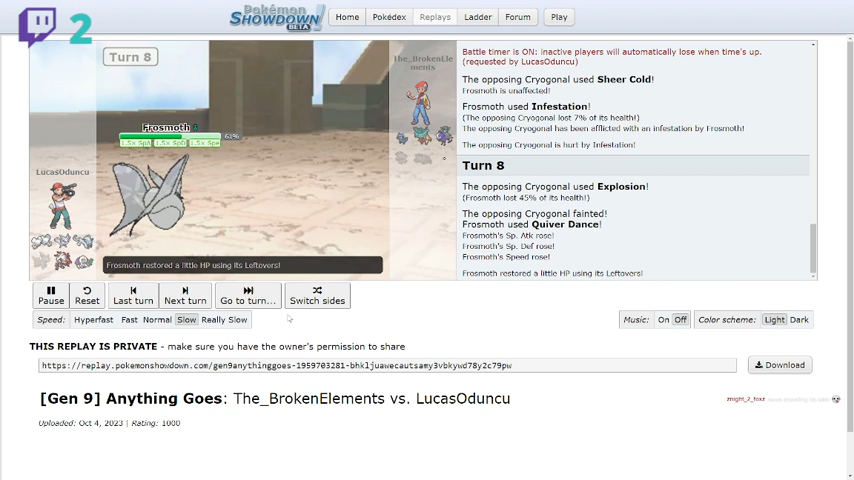 2
Pokémon
SHOWDOWN
BETA
Home
Pokédex
Replays
Ladder
Forum
Play
Turn 8
The_BrokenEle
ments
Frosmoth
1.5× SpA 1.5× SpD 1.5× Spe
LucasOduncu
Frosmoth restored a little HP using its Leftovers!
Battle timer is ON: inactive players will automatically lose when time's up.
(requested by LucasOduncu)
The opposing Cryogonal used Sheer Cold!
Frosmoth is unaffected!
Frosmoth used Infestation!
(The opposing Cryogonal lost 7% of its health!)
The opposing Cryogonal has been afflicted with an infestation by Frosmoth!
The opposing Cryogonal is hurt by Infestation!
Turn 8
The opposing Cryogonal used Explosion!
(Frosmoth lost 45% of its health!)
The opposing Cryogonal fainted!
Frosmoth used Quiver Dance!
Frosmoth's Sp. Atk rose!
Frosmoth's Sp. Def rose!
Frosmoth's Speed rose!
Frosmoth restored a little HP using its Leftovers!
Pause
Reset
Last turn
Next turn
Go to turn...
Switch sides
Speed: Hyperfast Fast Normal Slow Really Slow
Music: On Off
Color scheme: Light Dark
THIS REPLAY IS PRIVATE - make sure you have the owner's permission to share
https://replay.pokemonshowdown.com/gen9anythinggoes-1959703281-bhkljuawecautsamy3vbkywd78y2c79pw
Download
[Gen 9] Anything Goes: The_BrokenElements vs. LucasOduncu
Uploaded: Oct 4, 2023 | Rating: 1000